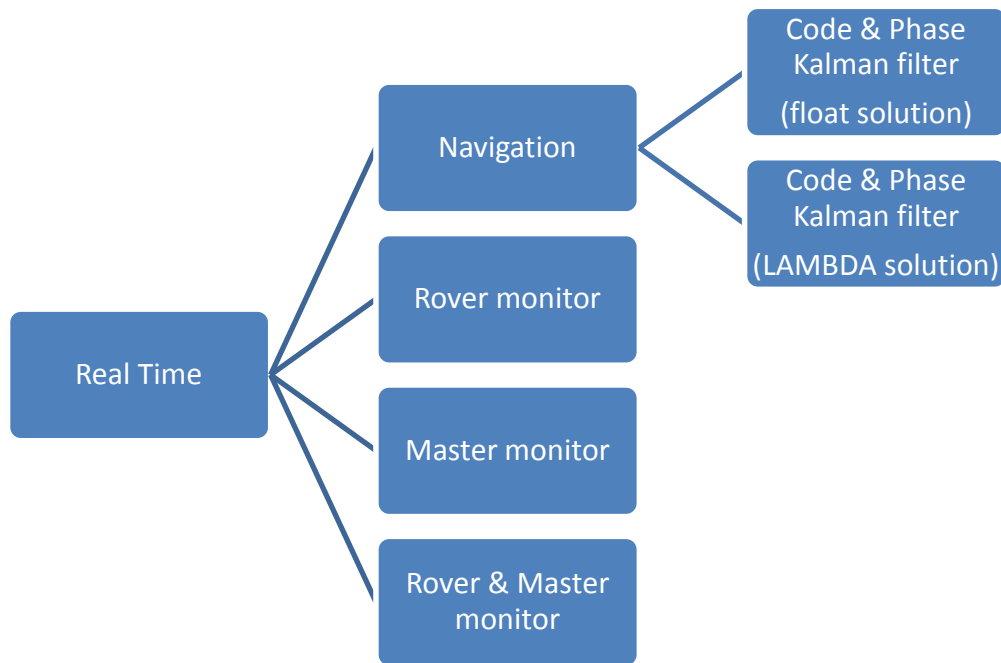 Real Time
Navigation
Rover monitor
Master monitor
Rover & Master
monitor
Code & Phase
Kalman filter
(float solution)
Code & Phase
Kalman filter
(LAMBDA solution)